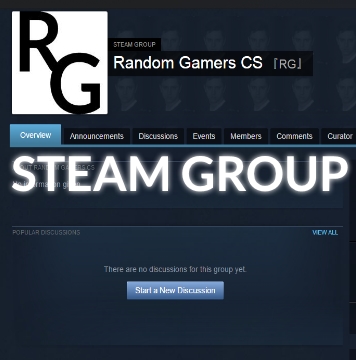 RG
STEAM GROUP
Random Gamers CS 『RG』
Overview
Announcements
Discussions
Events
Members
Comments
Curator
STEAM GROUP
POPULAR DISCUSSIONS
VIEW ALL
There are no discussions for this group yet.
Start a New Discussion